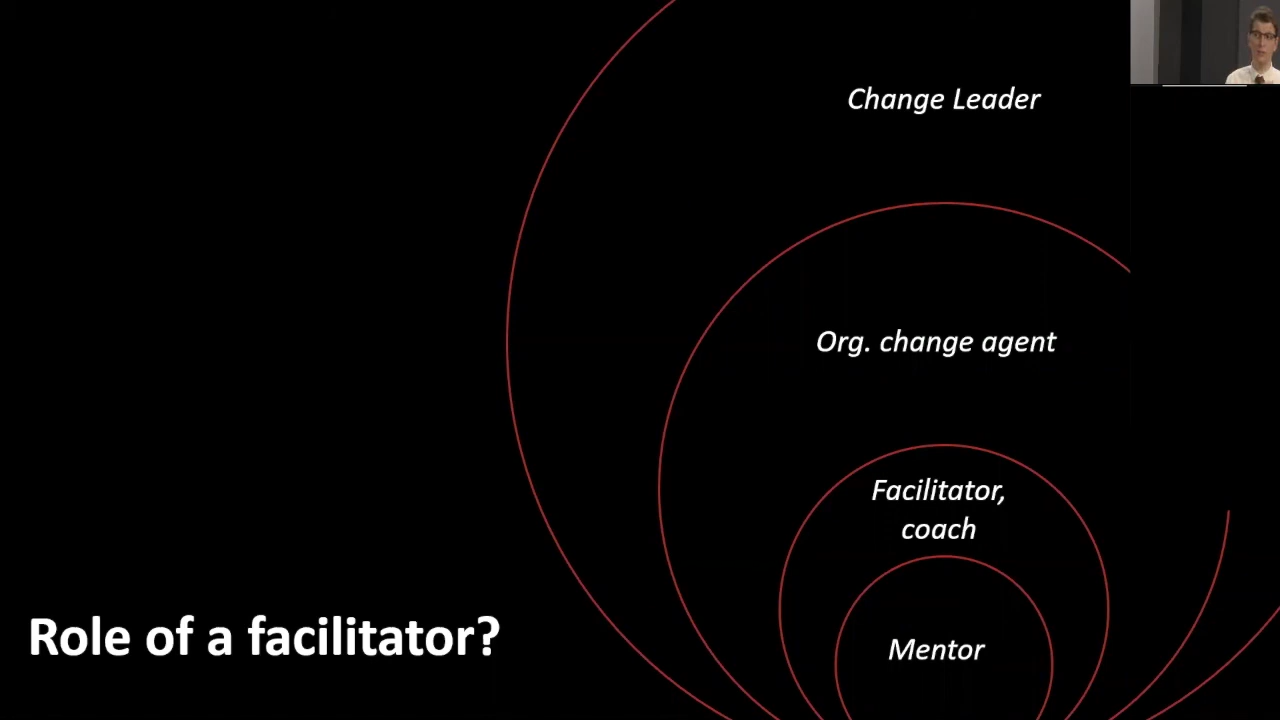 Change Leader
Org. change agent
Facilitator,
coach
Mentor
Role of a facilitator?